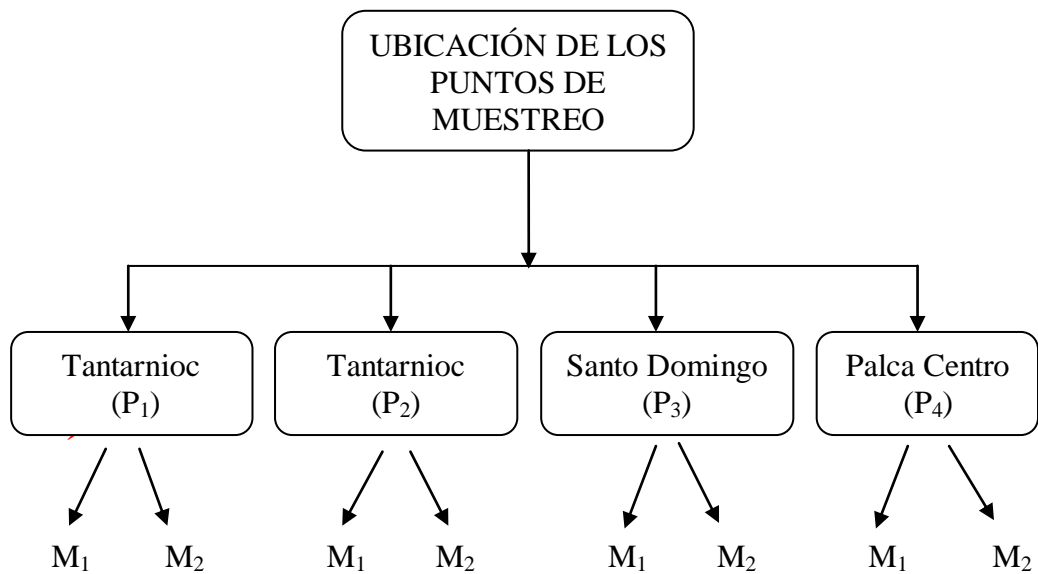 UBICACIÓN DE LOS
PUNTOS DE
MUESTREO
Tantarnioc
(P₁)
Tantarnioc
(P₂)
Santo Domingo
(P₃)
Palca Centro
(P₄)
M₁ M₂ M₁ M₂ M₁ M₂ M₁ M₂